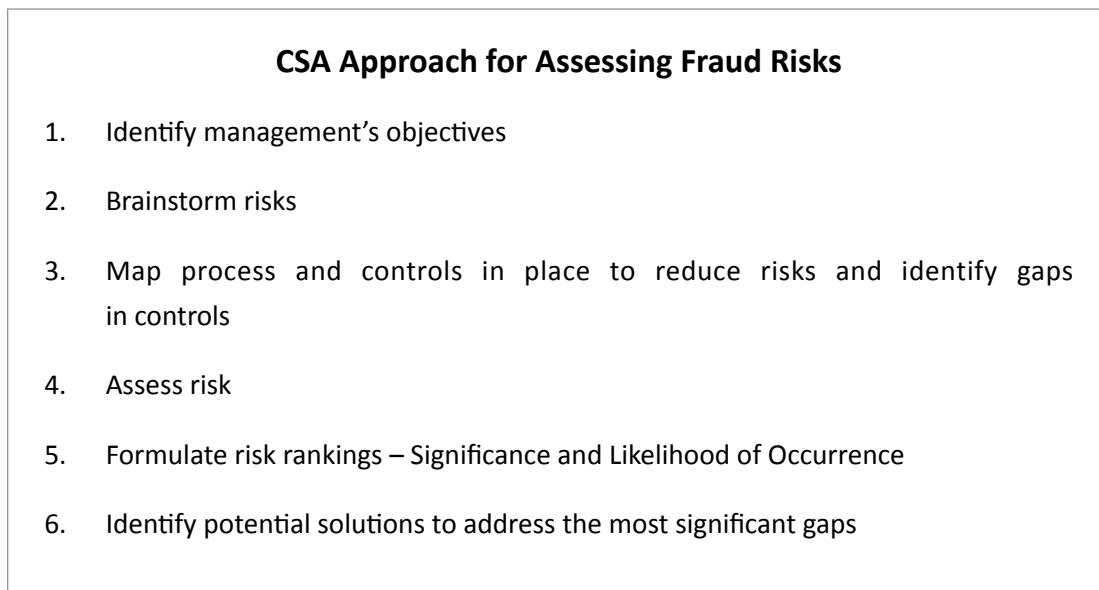 CSA Approach for Assessing Fraud Risks
1. Identify management’s objectives
2. Brainstorm risks
3. Map process and controls in place to reduce risks and identify gaps
in controls
4. Assess risk
5. Formulate risk rankings – Significance and Likelihood of Occurrence
6. Identify potential solutions to address the most significant gaps